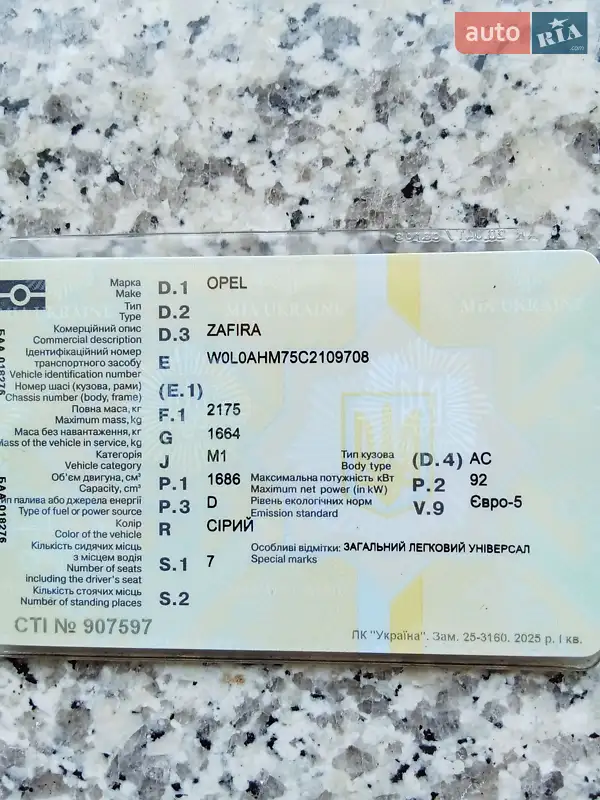 auto RIA .com
МІА UKRAINE
Марка D.1 OPEL
Make
Тип D.2
Type
Комерційний опис D.3 ZAFIRA
Commercial description
Ідентифікаційний номер
транспортного засобу E W0L0AHM75C2109708
Vehicle identification number
Номер шасі (кузова, рами) (E.1)
Chassis number (body, frame)
Повна маса, кг F.1 2175
Maximum mass, kg
Маса без навантаження, кг G 1664
Mass of the vehicle in service, kg
Категорія J M1
Vehicle category
Тип кузова (D.4) AC
Body type
Об'єм двигуна, см³ P.1 1686 Максимальна потужність кВт P.2 92
Capacity, cm³ Maximum net power (in kW)
Тип палива або джерела енергії P.3 D Рівень екологічних норм V.9 Євро-5
Type of fuel or power source Emission standard
Колір R СІРИЙ
Color of the vehicle
Кількість сидячих місць
з місцем водія S.1 7 Особливі відмітки: ЗАГАЛЬНИЙ ЛЕГКОВИЙ УНІВЕРСАЛ
Number of seats Special marks
including the driver's seat
Кількість стоячих місць S.2
Number of standing places
СТІ № 907597
ПК "Україна". Зам. 25-3160. 2025 р. І кв.
БАА 018276